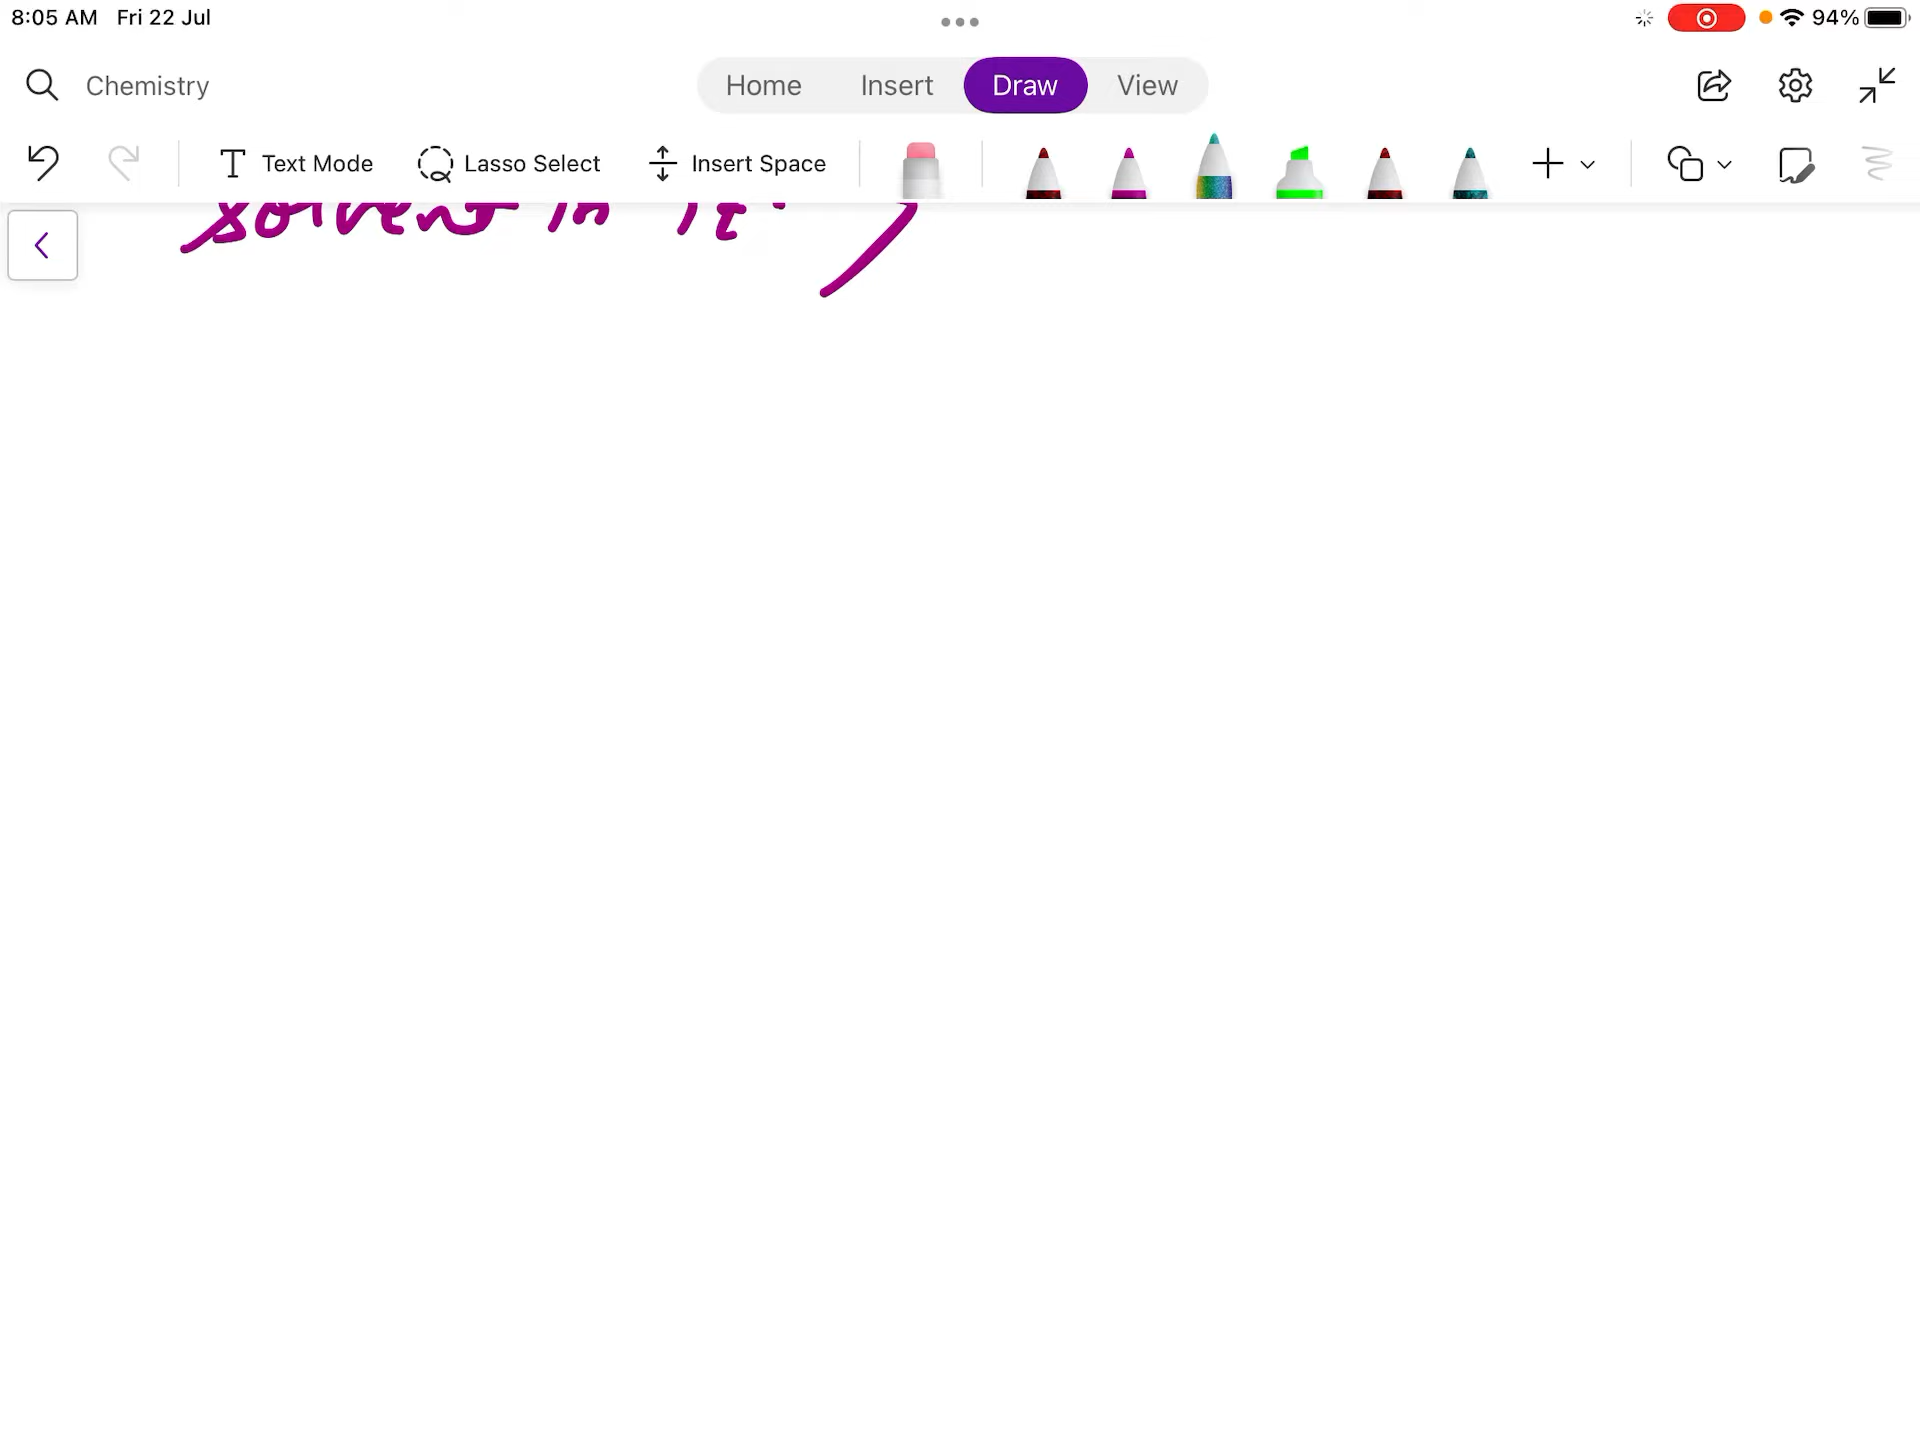 8:05 AM Fri 22 Jul
94%
Chemistry
Home Insert Draw View
Text Mode Lasso Select Insert Space
solvent in it.